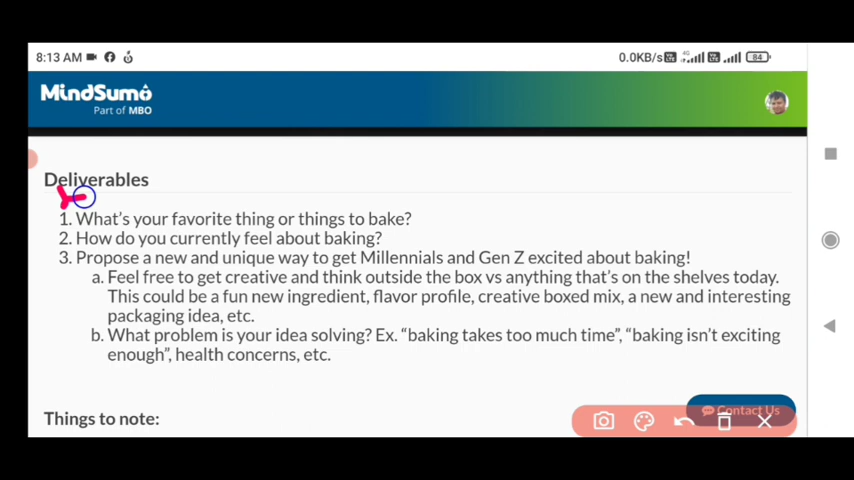 8:13 AM
0.0KB/s 4G 84
MindSumo
Part of MBO
Deliverables
1. What's your favorite thing or things to bake?
2. How do you currently feel about baking?
3. Propose a new and unique way to get Millennials and Gen Z excited about baking!
a. Feel free to get creative and think outside the box vs anything that's on the shelves today.
This could be a fun new ingredient, flavor profile, creative boxed mix, a new and interesting
packaging idea, etc.
b. What problem is your idea solving? Ex. “baking takes too much time”, “baking isn't exciting
enough”, health concerns, etc.
Things to note:
Contact Us